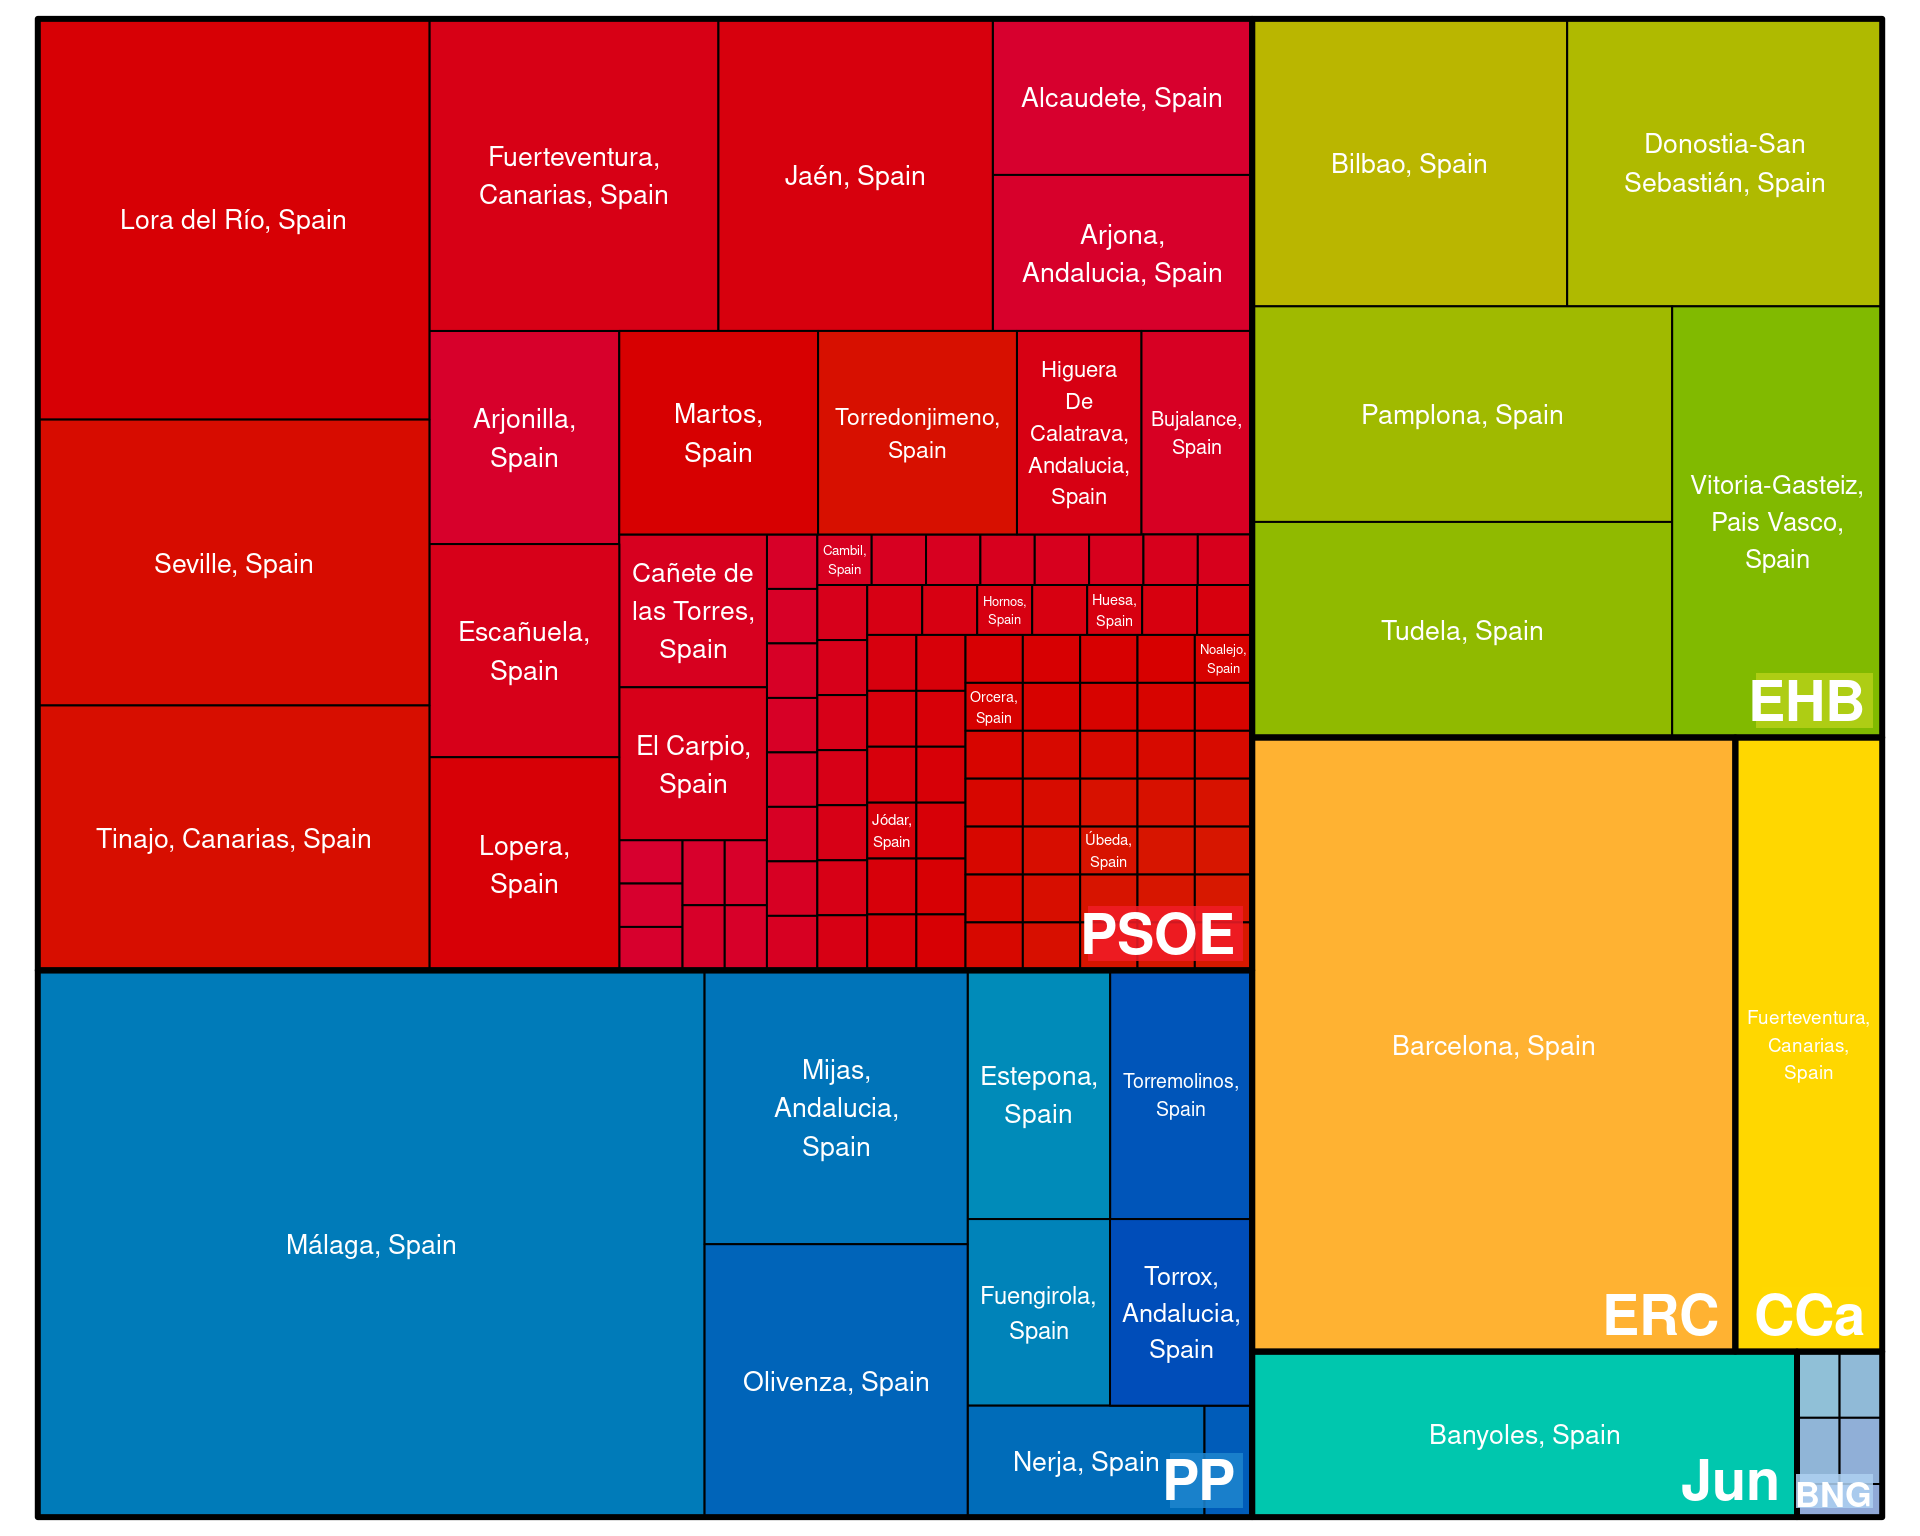 Lora del Río, Spain
Seville, Spain
Tinajo, Canarias, Spain
Fuerteventura,
Canarias, Spain
Jaén, Spain
Alcaudete, Spain
Arjona,
Andalucia, Spain
Arjonilla,
Spain
Escañuela,
Spain
Lopera,
Spain
Martos,
Spain
Torredonjimeno,
Spain
Higuera
De
Calatrava,
Andalucia,
Spain
Bujalance,
Spain
Cañete de
las Torres,
Spain
El Carpio,
Spain
Cambil,
Spain
Hornos,
Spain
Huesa,
Spain
Noalejo,
Spain
Orcera,
Spain
Jódar,
Spain
Úbeda,
Spain
PSOE
Málaga, Spain
Mijas,
Andalucia,
Spain
Olivenza, Spain
Estepona,
Spain
Torremolinos,
Spain
Fuengirola,
Spain
Torrox,
Andalucia,
Spain
Nerja, Spain
PP
Bilbao, Spain
Donostia-San
Sebastián, Spain
Pamplona, Spain
Tudela, Spain
Vitoria-Gasteiz,
Pais Vasco,
Spain
EHB
Barcelona, Spain
ERC
Fuerteventura,
Canarias,
Spain
CCa
Banyoles, Spain
Jun
BNG